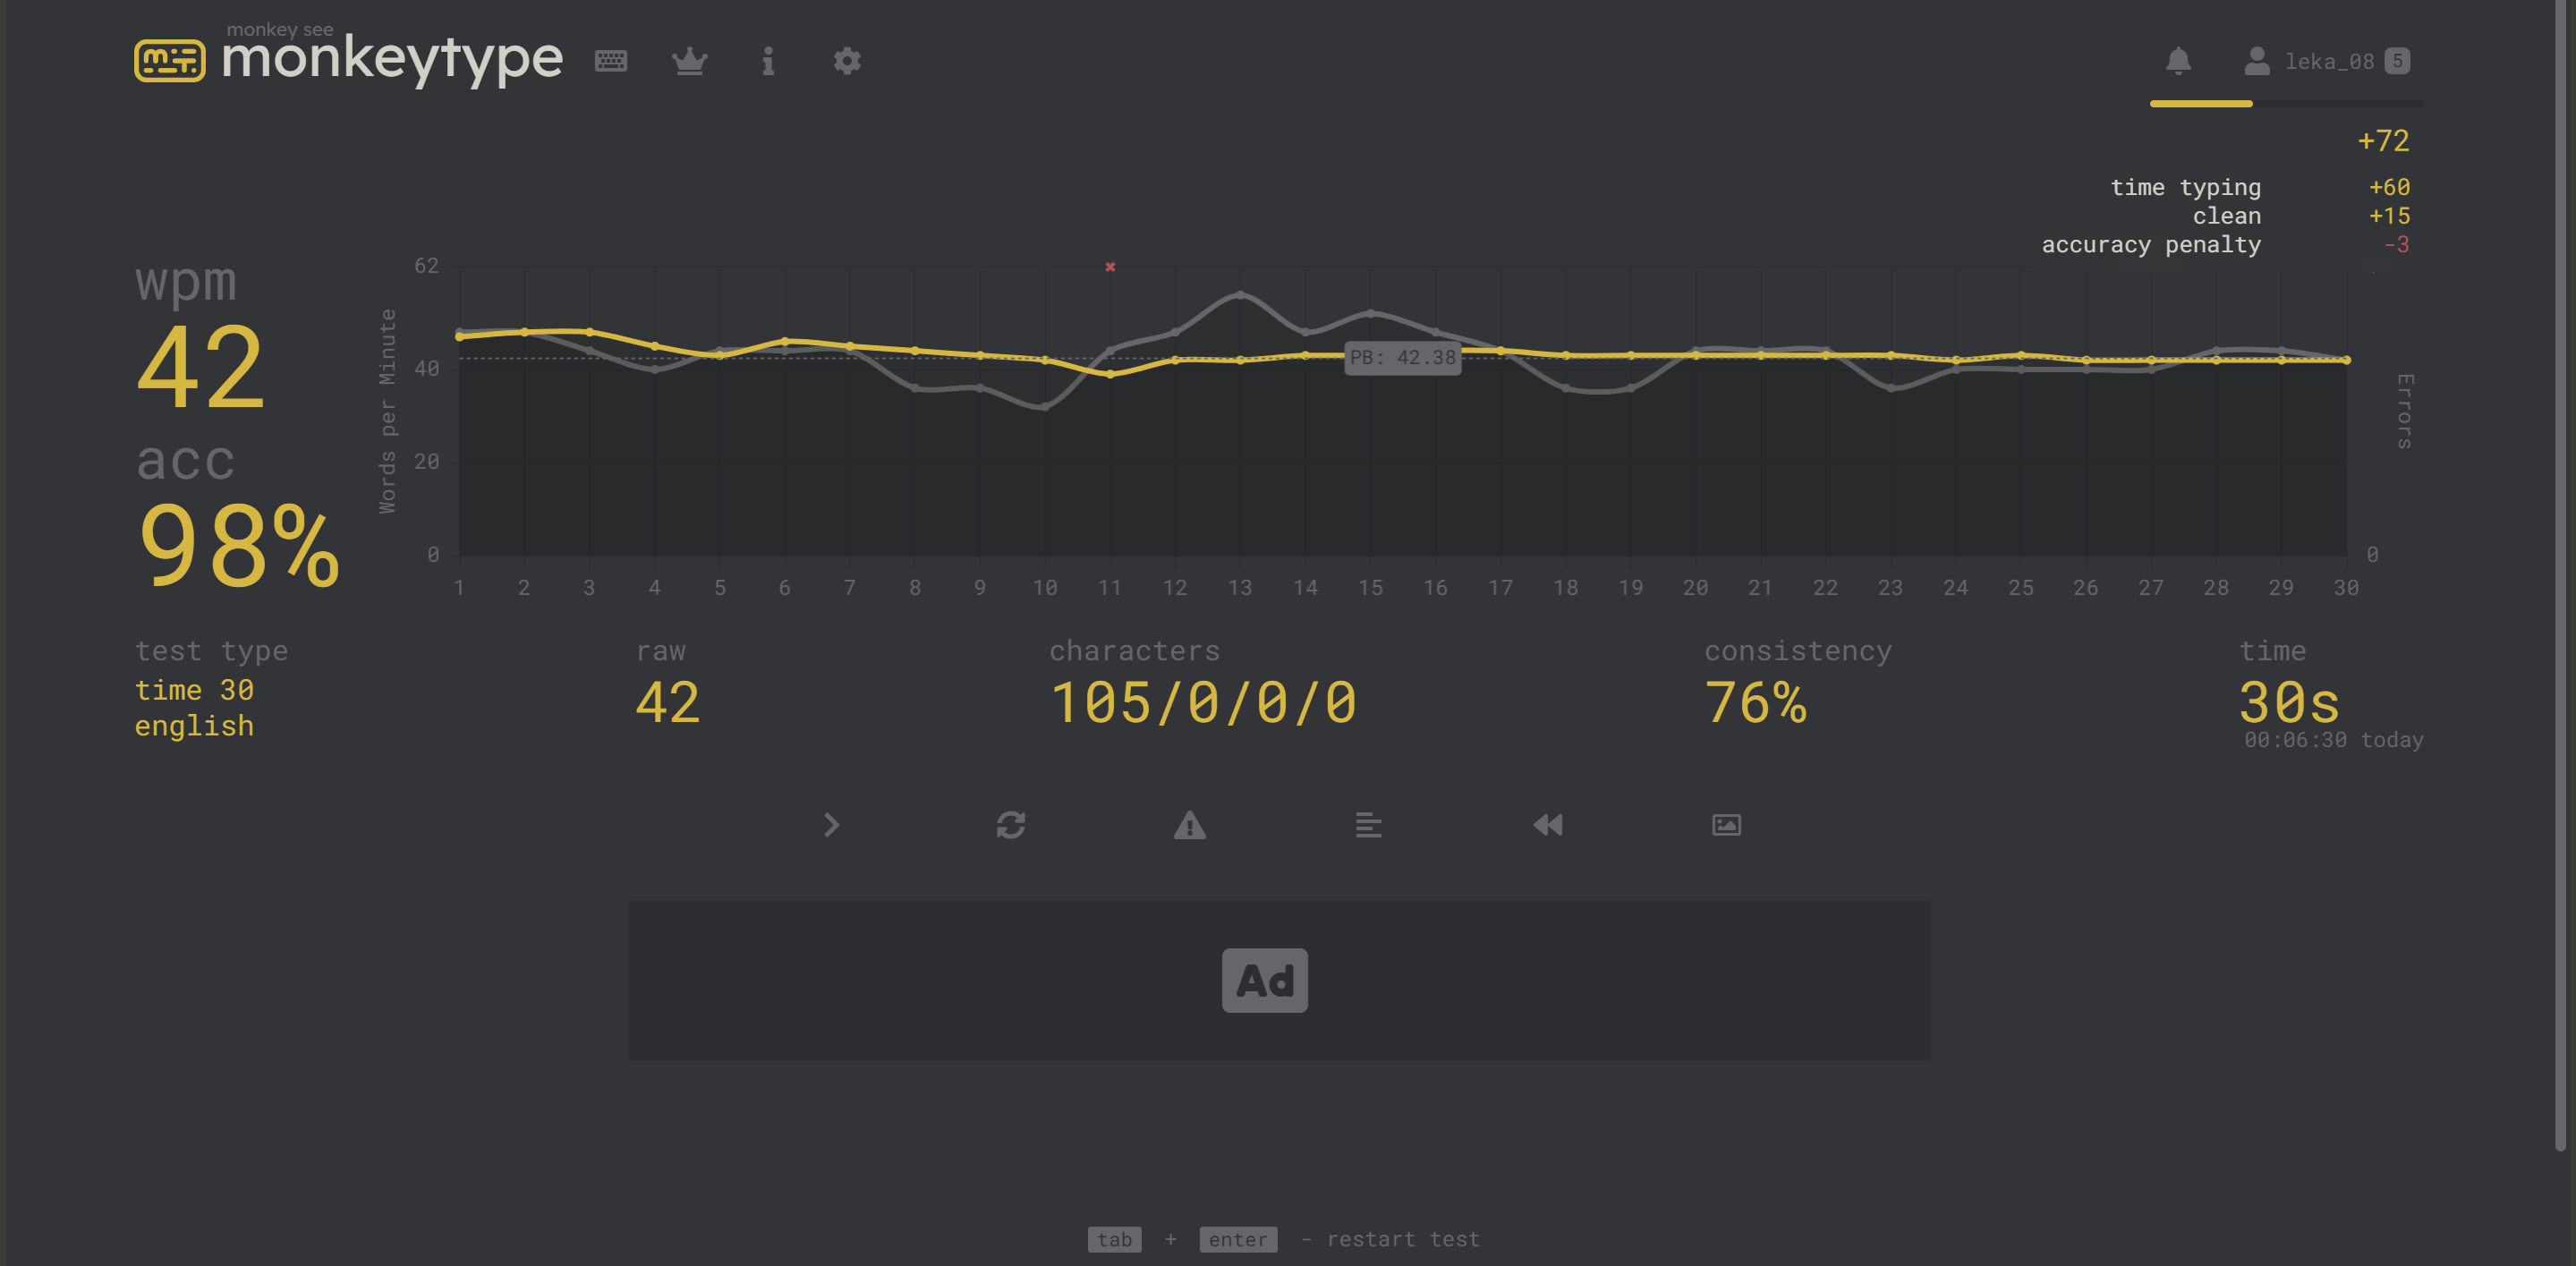 monkey see
monkeytype
leka_08 5
+72
time typing +60
clean +15
accuracy penalty -3
wpm
42
acc
98%
Words per Minute
62
40
20
0
PB: 42.38
Errors
0
1 2 3 4 5 6 7 8 9 10 11 12 13 14 15 16 17 18 19 20 21 22 23 24 25 26 27 28 29 30
test type
time 30
english
raw
42
characters
105/0/0/0
consistency
76%
time
30s
00:06:30 today
Ad
tab + enter - restart test